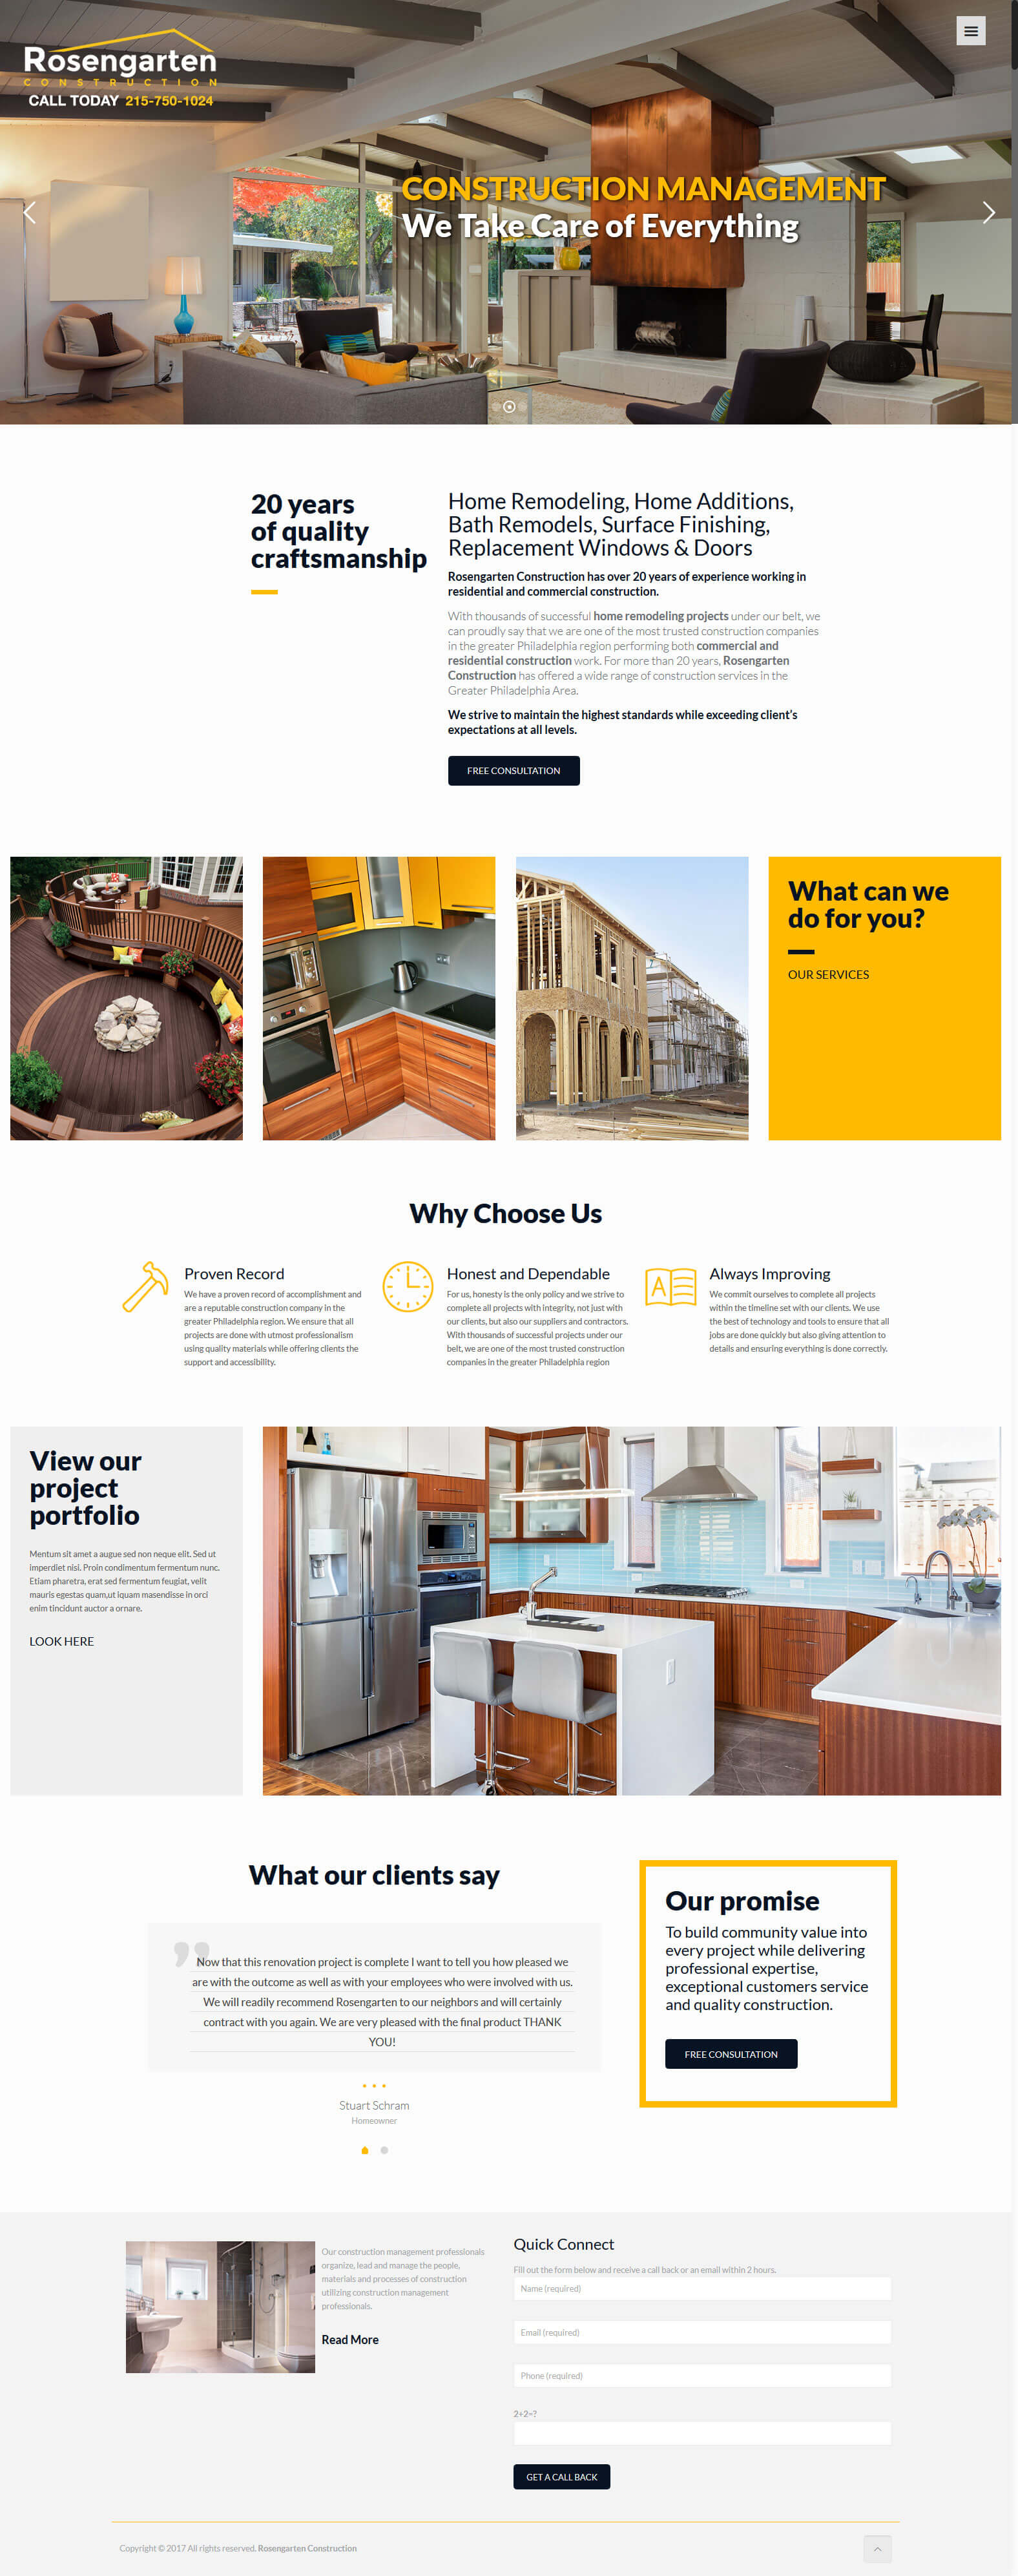 Rosengarten
CONSTRUCTION
CALL TODAY 215-750-1024
CONSTRUCTION MANAGEMENT
We Take Care of Everything
20 years
of quality
craftsmanship
Home Remodeling, Home Additions,
Bath Remodels, Surface Finishing,
Replacement Windows & Doors
Rosengarten Construction has over 20 years of experience working in
residential and commercial construction.
With thousands of successful home remodeling projects under our belt, we
can proudly say that we are one of the most trusted construction companies
in the greater Philadelphia region performing both commercial and
residential construction work. For more than 20 years, Rosengarten
Construction has offered a wide range of construction services in the
Greater Philadelphia Area.
We strive to maintain the highest standards while exceeding client's
expectations at all levels.
FREE CONSULTATION
What can we
do for you?
OUR SERVICES
Why Choose Us
Proven Record
We have a proven record of accomplishment and
are a reputable construction company in the
greater Philadelphia region. We ensure that all
projects are done with utmost professionalism
using quality materials while offering clients the
support and accessibility.
Honest and Dependable
For us, honesty is the only policy and we strive to
complete all projects with integrity, not just with
our clients, but also our suppliers and contractors.
With thousands of successful projects under our
belt, we are one of the most trusted construction
companies in the greater Philadelphia region
A
Always Improving
We commit ourselves to complete all projects
within the timeline set with our clients. We use
the best of technology and tools to ensure that all
jobs are done quickly but also giving attention to
details and ensuring everything is done correctly.
View our
project
portfolio
Mentum sit amet a augue sed non neque elit. Sed ut
imperdiet nisi. Proin condimentum fermentum nunc.
Etiam pharetra, erat sed fermentum feugiat, velit
mauris egestas quam,ut iquam masendisse in orci
enim tincidunt auctor a ornare.
LOOK HERE
What our clients say
Now that this renovation project is complete I want to tell you how pleased we
are with the outcome as well as with your employees who were involved with us.
We will readily recommend Rosengarten to our neighbors and will certainly
contract with you again. We are very pleased with the final product THANK
YOU!
Stuart Schram
Homeowner
Our promise
To build community value into
every project while delivering
professional expertise,
exceptional customers service
and quality construction.
FREE CONSULTATION
Our construction management professionals
organize, lead and manage the people,
materials and processes of construction
utilizing construction management
professionals.
Read More
Quick Connect
Fill out the form below and receive a call back or an email within 2 hours.
Name (required)
Email (required)
Phone (required)
2+2=?
GET A CALL BACK
Copyright © 2017 All rights reserved. Rosengarten Construction